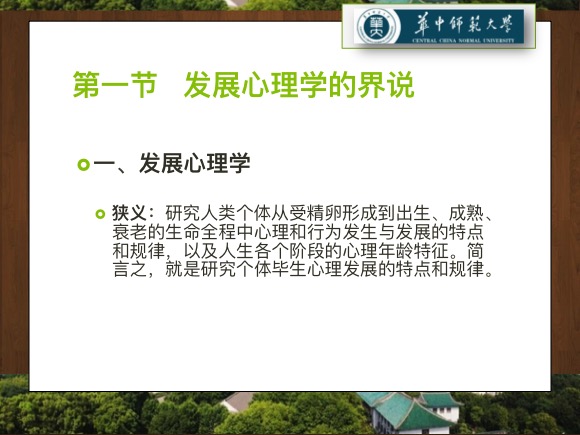 華中師範大學
CENTRAL CHINA NORMAL UNIVERSITY
第一节 发展心理学的界说
一、发展心理学
狭义：研究人类个体从受精卵形成到出生、成熟、
衰老的生命全程中心理和行为发生与发展的特点
和规律，以及人生各个阶段的心理年龄特征。简
言之，就是研究个体毕生心理发展的特点和规律。